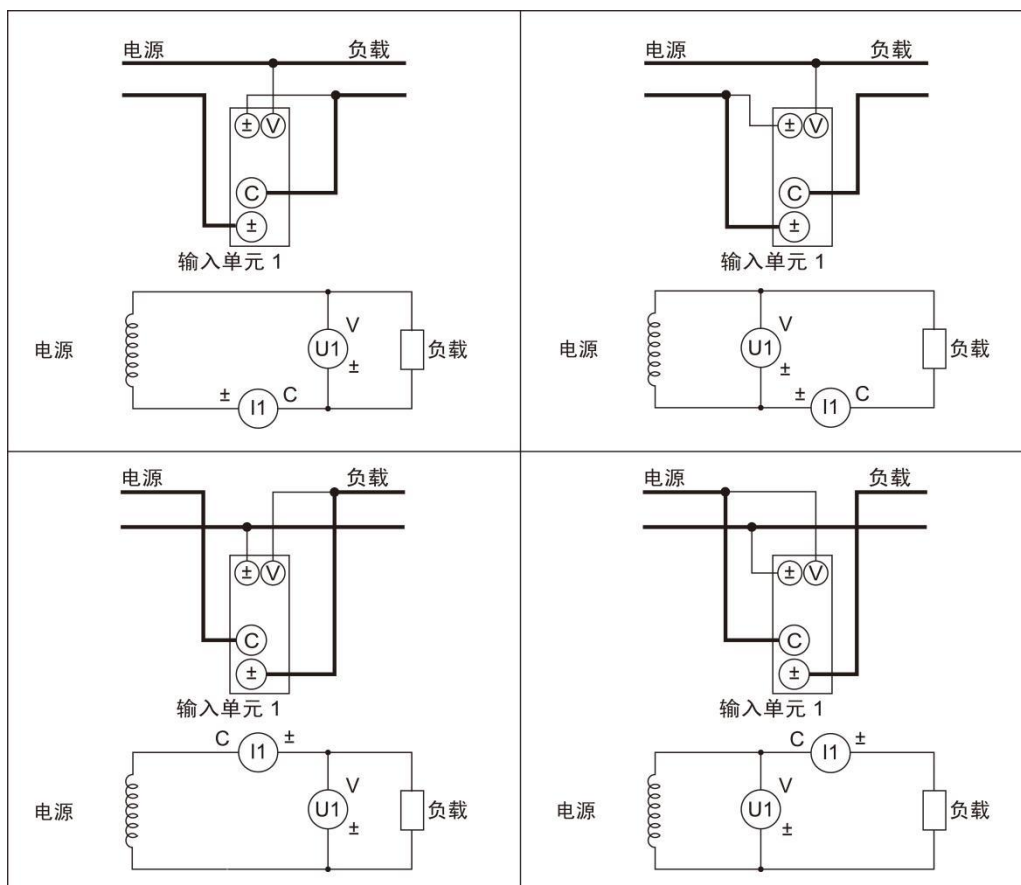 电源 负载
± V
C
±
输入单元 1
电源 U1 V ± 负载
± I1 C
电源 负载
± V
C
±
输入单元 1
电源 U1 V ± 负载
± I1 C
电源 负载
± V
C
±
输入单元 1
C I1 ±
电源 U1 V ± 负载
电源 负载
± V
C
±
输入单元 1
C I1 ±
电源 U1 V ± 负载